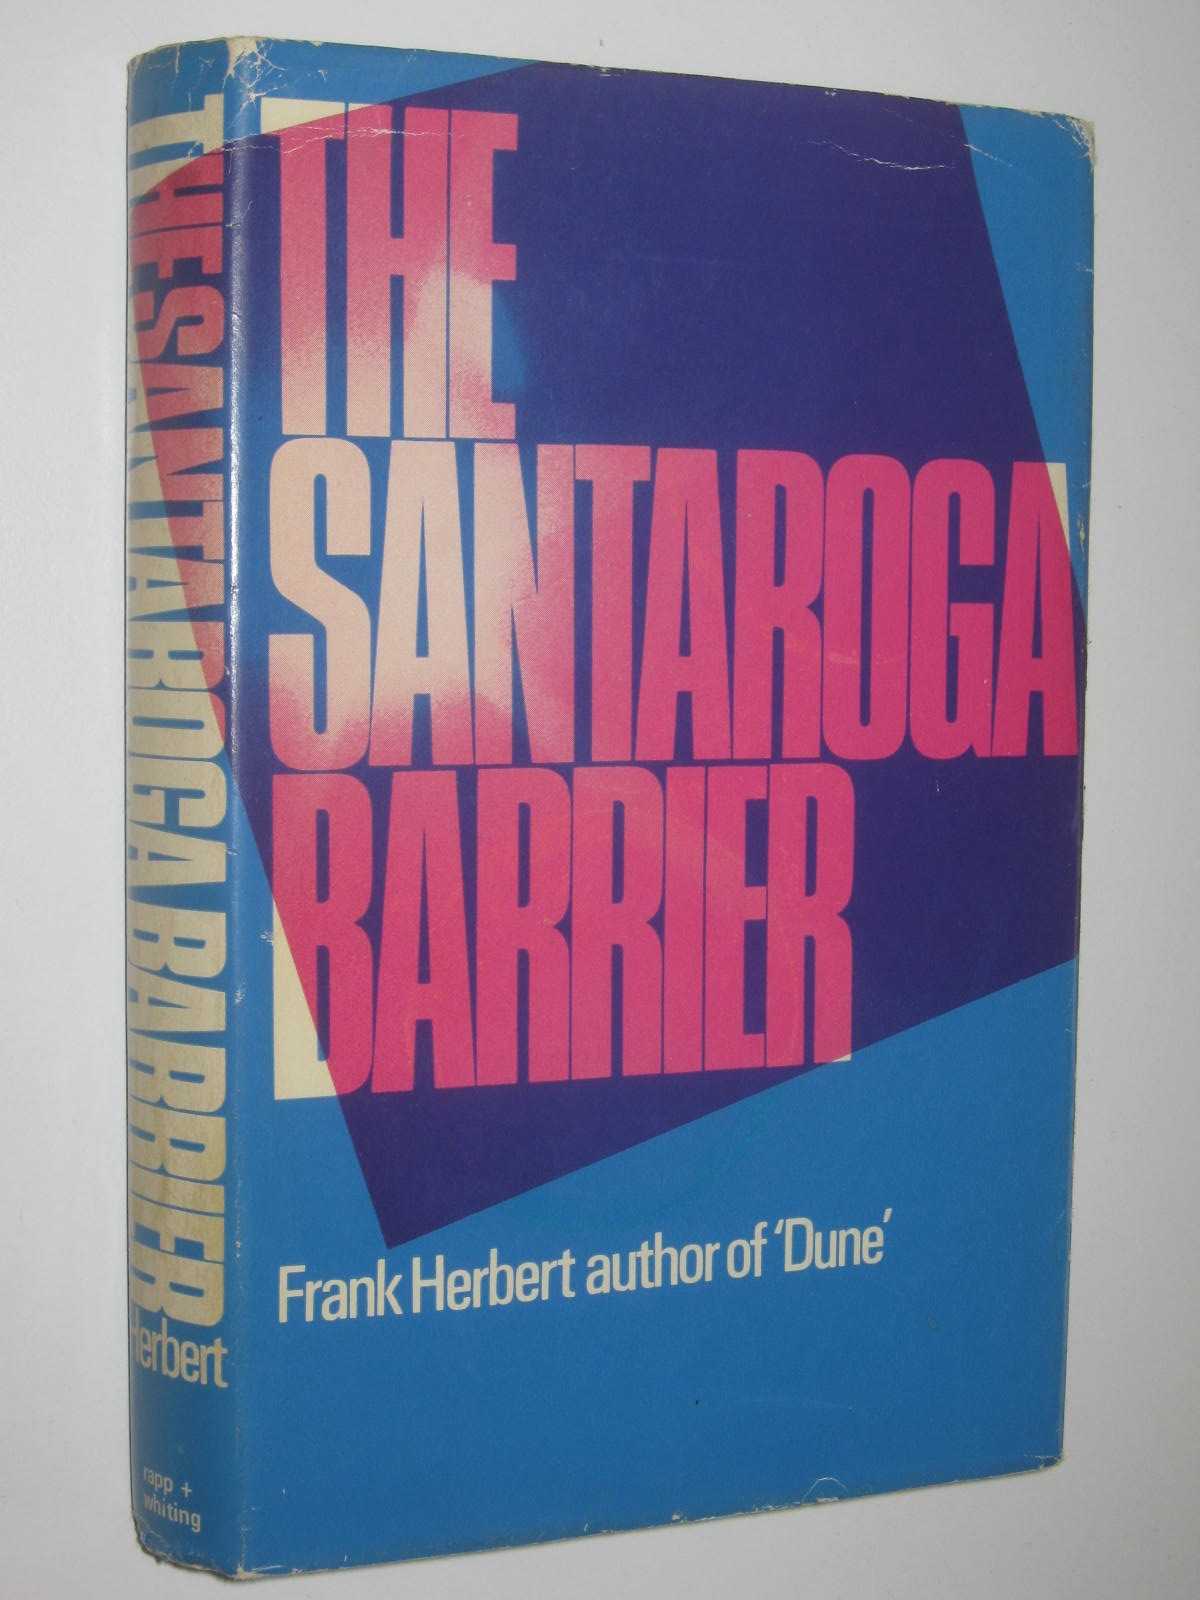 THE
SANTAROGA
BARRIER
Frank Herbert author of 'Dune'
THE SANTAROGA BARRIER
Herbert
rapp +
whiting